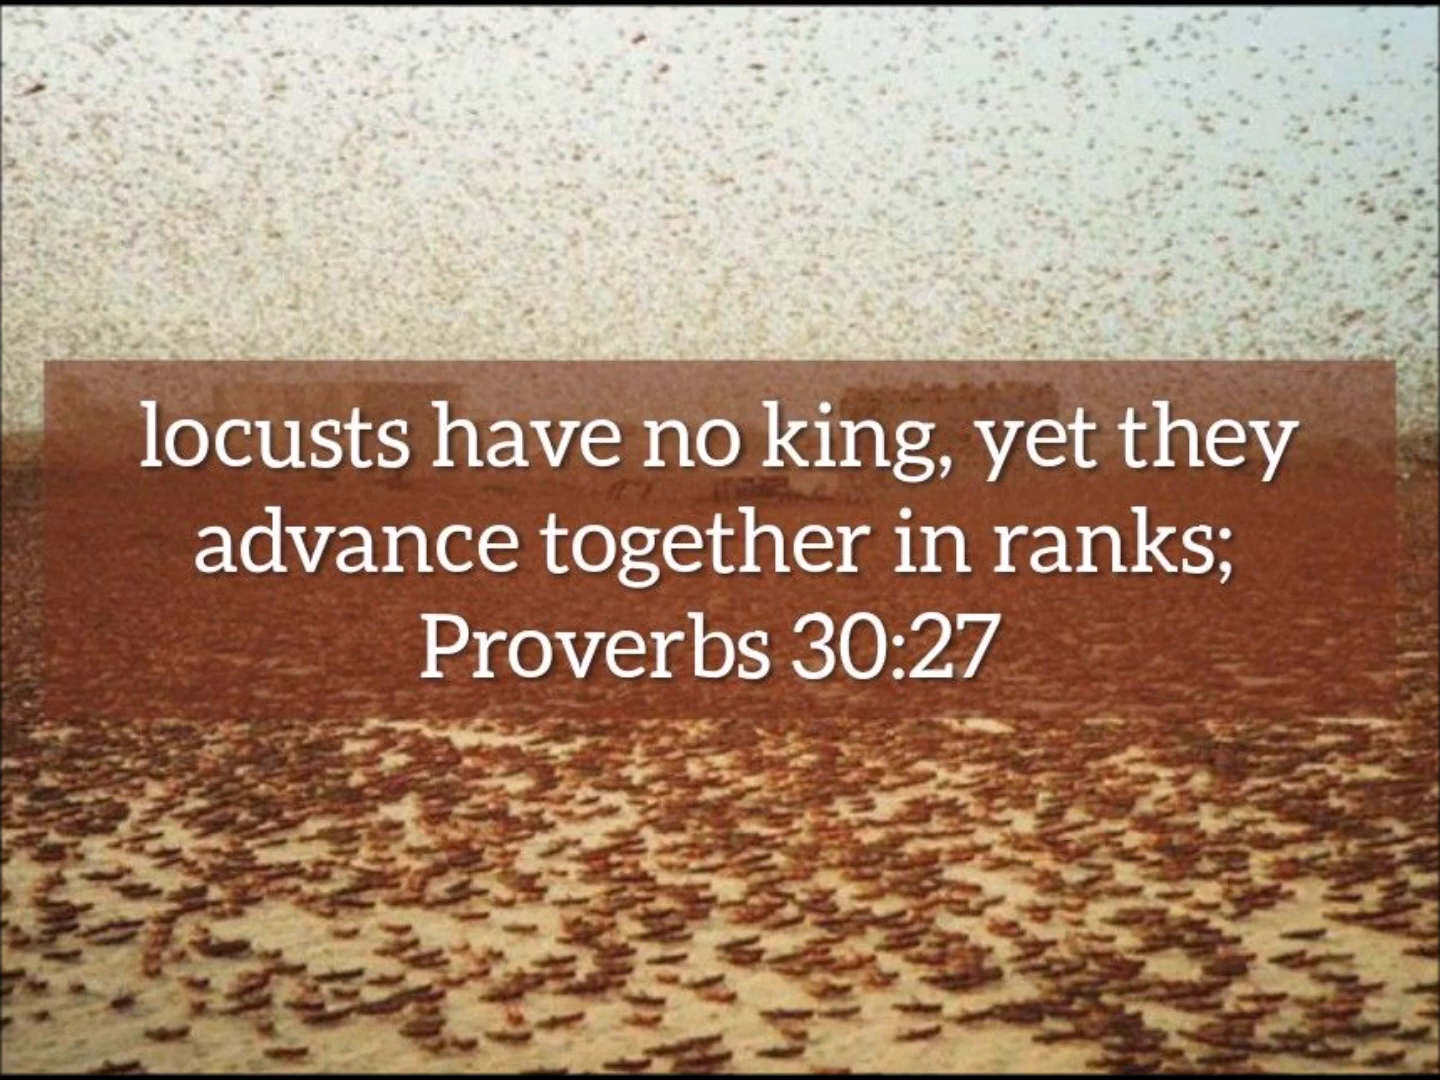 locusts have no king, yet they
advance together in ranks;
Proverbs 30:27